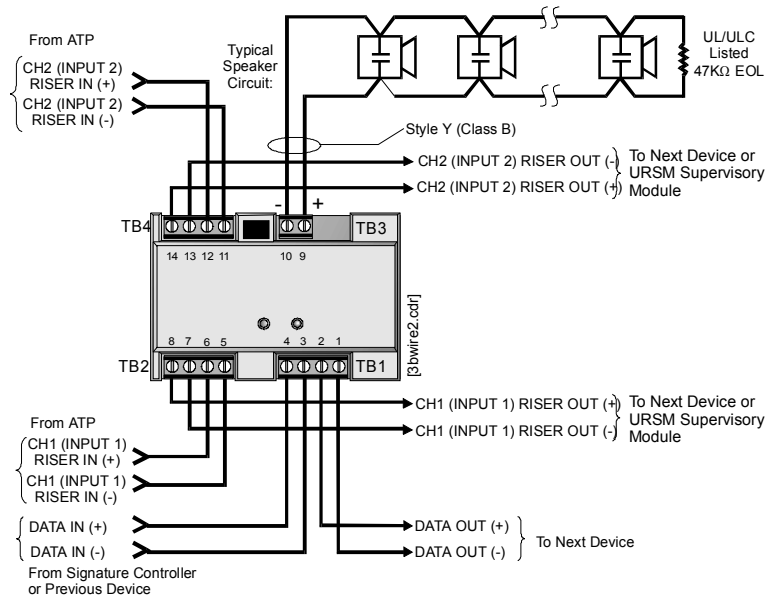 From ATP
CH2 (INPUT 2)
RISER IN (+)
CH2 (INPUT 2)
RISER IN (-)
Typical
Speaker
Circuit:
UL/ULC
Listed
47KΩ EOL
Style Y (Class B)
CH2 (INPUT 2) RISER OUT (-)
CH2 (INPUT 2) RISER OUT (+)
To Next Device or
URSM Supervisory
Module
- +
TB4
TB3
14 13 12 11
10 9
[3bwire2.cdr]
8 7 6 5
4 3 2 1
TB2
TB1
CH1 (INPUT 1) RISER OUT (+)
CH1 (INPUT 1) RISER OUT (-)
To Next Device or
URSM Supervisory
Module
From ATP
CH1 (INPUT 1)
RISER IN (+)
CH1 (INPUT 1)
RISER IN (-)
DATA IN (+)
DATA IN (-)
From Signature Controller
or Previous Device
DATA OUT (+)
DATA OUT (-)
To Next Device